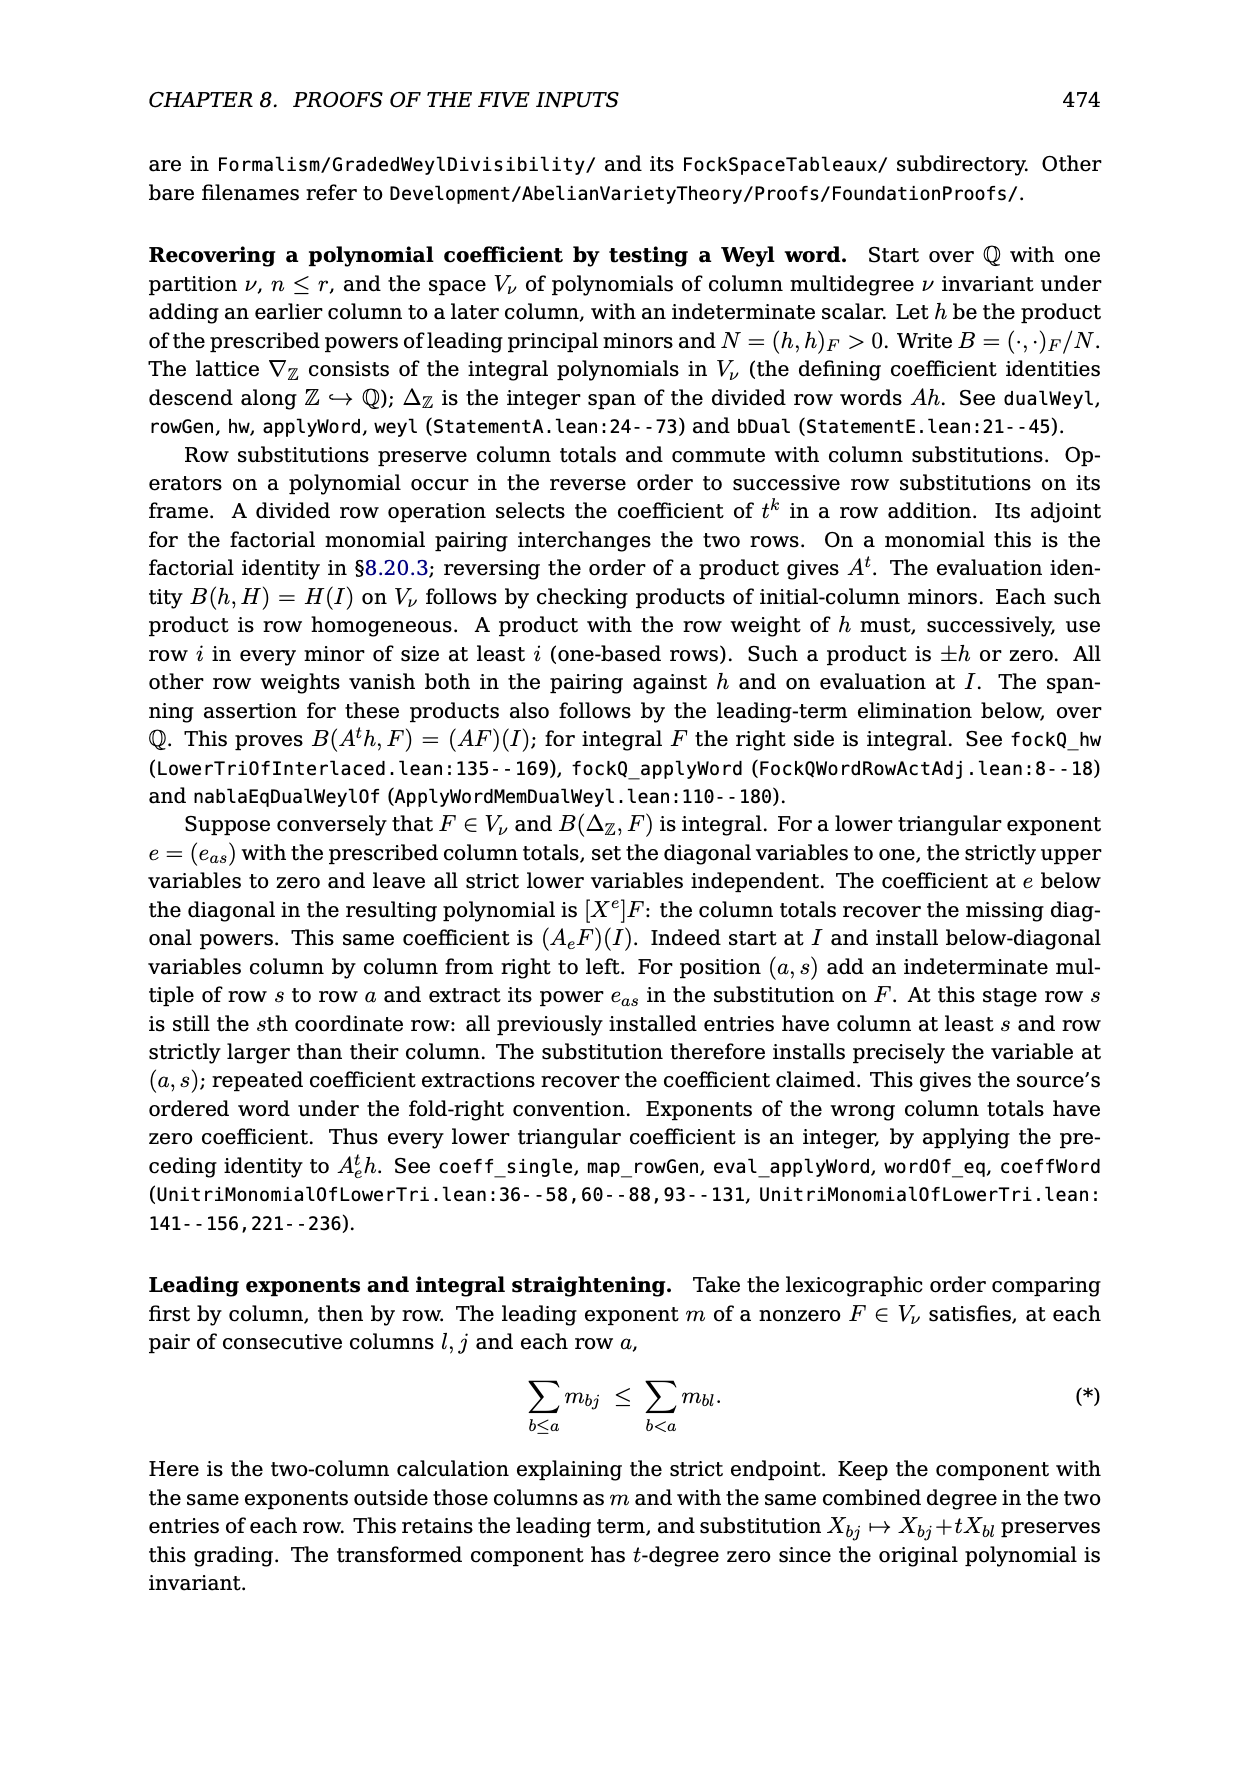 CHAPTER 8. PROOFS OF THE FIVE INPUTS 474
are in Formalism/GradedWeylDivisibility/ and its FockSpaceTableaux/ subdirectory. Other
bare filenames refer to Development/AbelianVarietyTheory/Proofs/FoundationProofs/.
Recovering a polynomial coefficient by testing a Weyl word. Start over ℚ with one
partition ν, n ≤ r, and the space V_ν of polynomials of column multidegree ν invariant under
adding an earlier column to a later column, with an indeterminate scalar. Let h be the product
of the prescribed powers of leading principal minors and N = (h, h)_F > 0. Write B = (·, ·)_F/N.
The lattice ∇_ℤ consists of the integral polynomials in V_ν (the defining coefficient identities
descend along ℤ ↪ ℚ); Δ_ℤ is the integer span of the divided row words Ah. See dualWeyl,
rowGen, hw, applyWord, weyl (StatementA.lean:24--73) and bDual (StatementE.lean:21--45).
Row substitutions preserve column totals and commute with column substitutions. Op-
erators on a polynomial occur in the reverse order to successive row substitutions on its
frame. A divided row operation selects the coefficient of t^k in a row addition. Its adjoint
for the factorial monomial pairing interchanges the two rows. On a monomial this is the
factorial identity in §8.20.3; reversing the order of a product gives A^t. The evaluation iden-
tity B(h, H) = H(I) on V_ν follows by checking products of initial-column minors. Each such
product is row homogeneous. A product with the row weight of h must, successively, use
row i in every minor of size at least i (one-based rows). Such a product is ±h or zero. All
other row weights vanish both in the pairing against h and on evaluation at I. The span-
ning assertion for these products also follows by the leading-term elimination below, over
ℚ. This proves B(A^t h, F) = (AF)(I); for integral F the right side is integral. See fockQ_hw
(LowerTriOfInterlaced.lean:135--169), fockQ_applyWord (FockQWordRowActAdj.lean:8--18)
and nablaEqDualWeylOf (ApplyWordMemDualWeyl.lean:110--180).
Suppose conversely that F ∈ V_ν and B(Δ_ℤ, F) is integral. For a lower triangular exponent
e = (e_{as}) with the prescribed column totals, set the diagonal variables to one, the strictly upper
variables to zero and leave all strict lower variables independent. The coefficient at e below
the diagonal in the resulting polynomial is [X^e]F: the column totals recover the missing diag-
onal powers. This same coefficient is (A_e F)(I). Indeed start at I and install below-diagonal
variables column by column from right to left. For position (a, s) add an indeterminate mul-
tiple of row s to row a and extract its power e_{as} in the substitution on F. At this stage row s
is still the sth coordinate row: all previously installed entries have column at least s and row
strictly larger than their column. The substitution therefore installs precisely the variable at
(a, s); repeated coefficient extractions recover the coefficient claimed. This gives the source's
ordered word under the fold-right convention. Exponents of the wrong column totals have
zero coefficient. Thus every lower triangular coefficient is an integer, by applying the pre-
ceding identity to A_e^t h. See coeff_single, map_rowGen, eval_applyWord, wordOf_eq, coeffWord
(UnitriMonomialOfLowerTri.lean:36--58,60--88,93--131, UnitriMonomialOfLowerTri.lean:
141--156,221--236).
Leading exponents and integral straightening. Take the lexicographic order comparing
first by column, then by row. The leading exponent m of a nonzero F ∈ V_ν satisfies, at each
pair of consecutive columns l, j and each row a,
∑_{b≤a} m_{bj} ≤ ∑_{b<a} m_{bl}. (*)
Here is the two-column calculation explaining the strict endpoint. Keep the component with
the same exponents outside those columns as m and with the same combined degree in the two
entries of each row. This retains the leading term, and substitution X_{bj} ↦ X_{bj}+tX_{bl} preserves
this grading. The transformed component has t-degree zero since the original polynomial is
invariant.